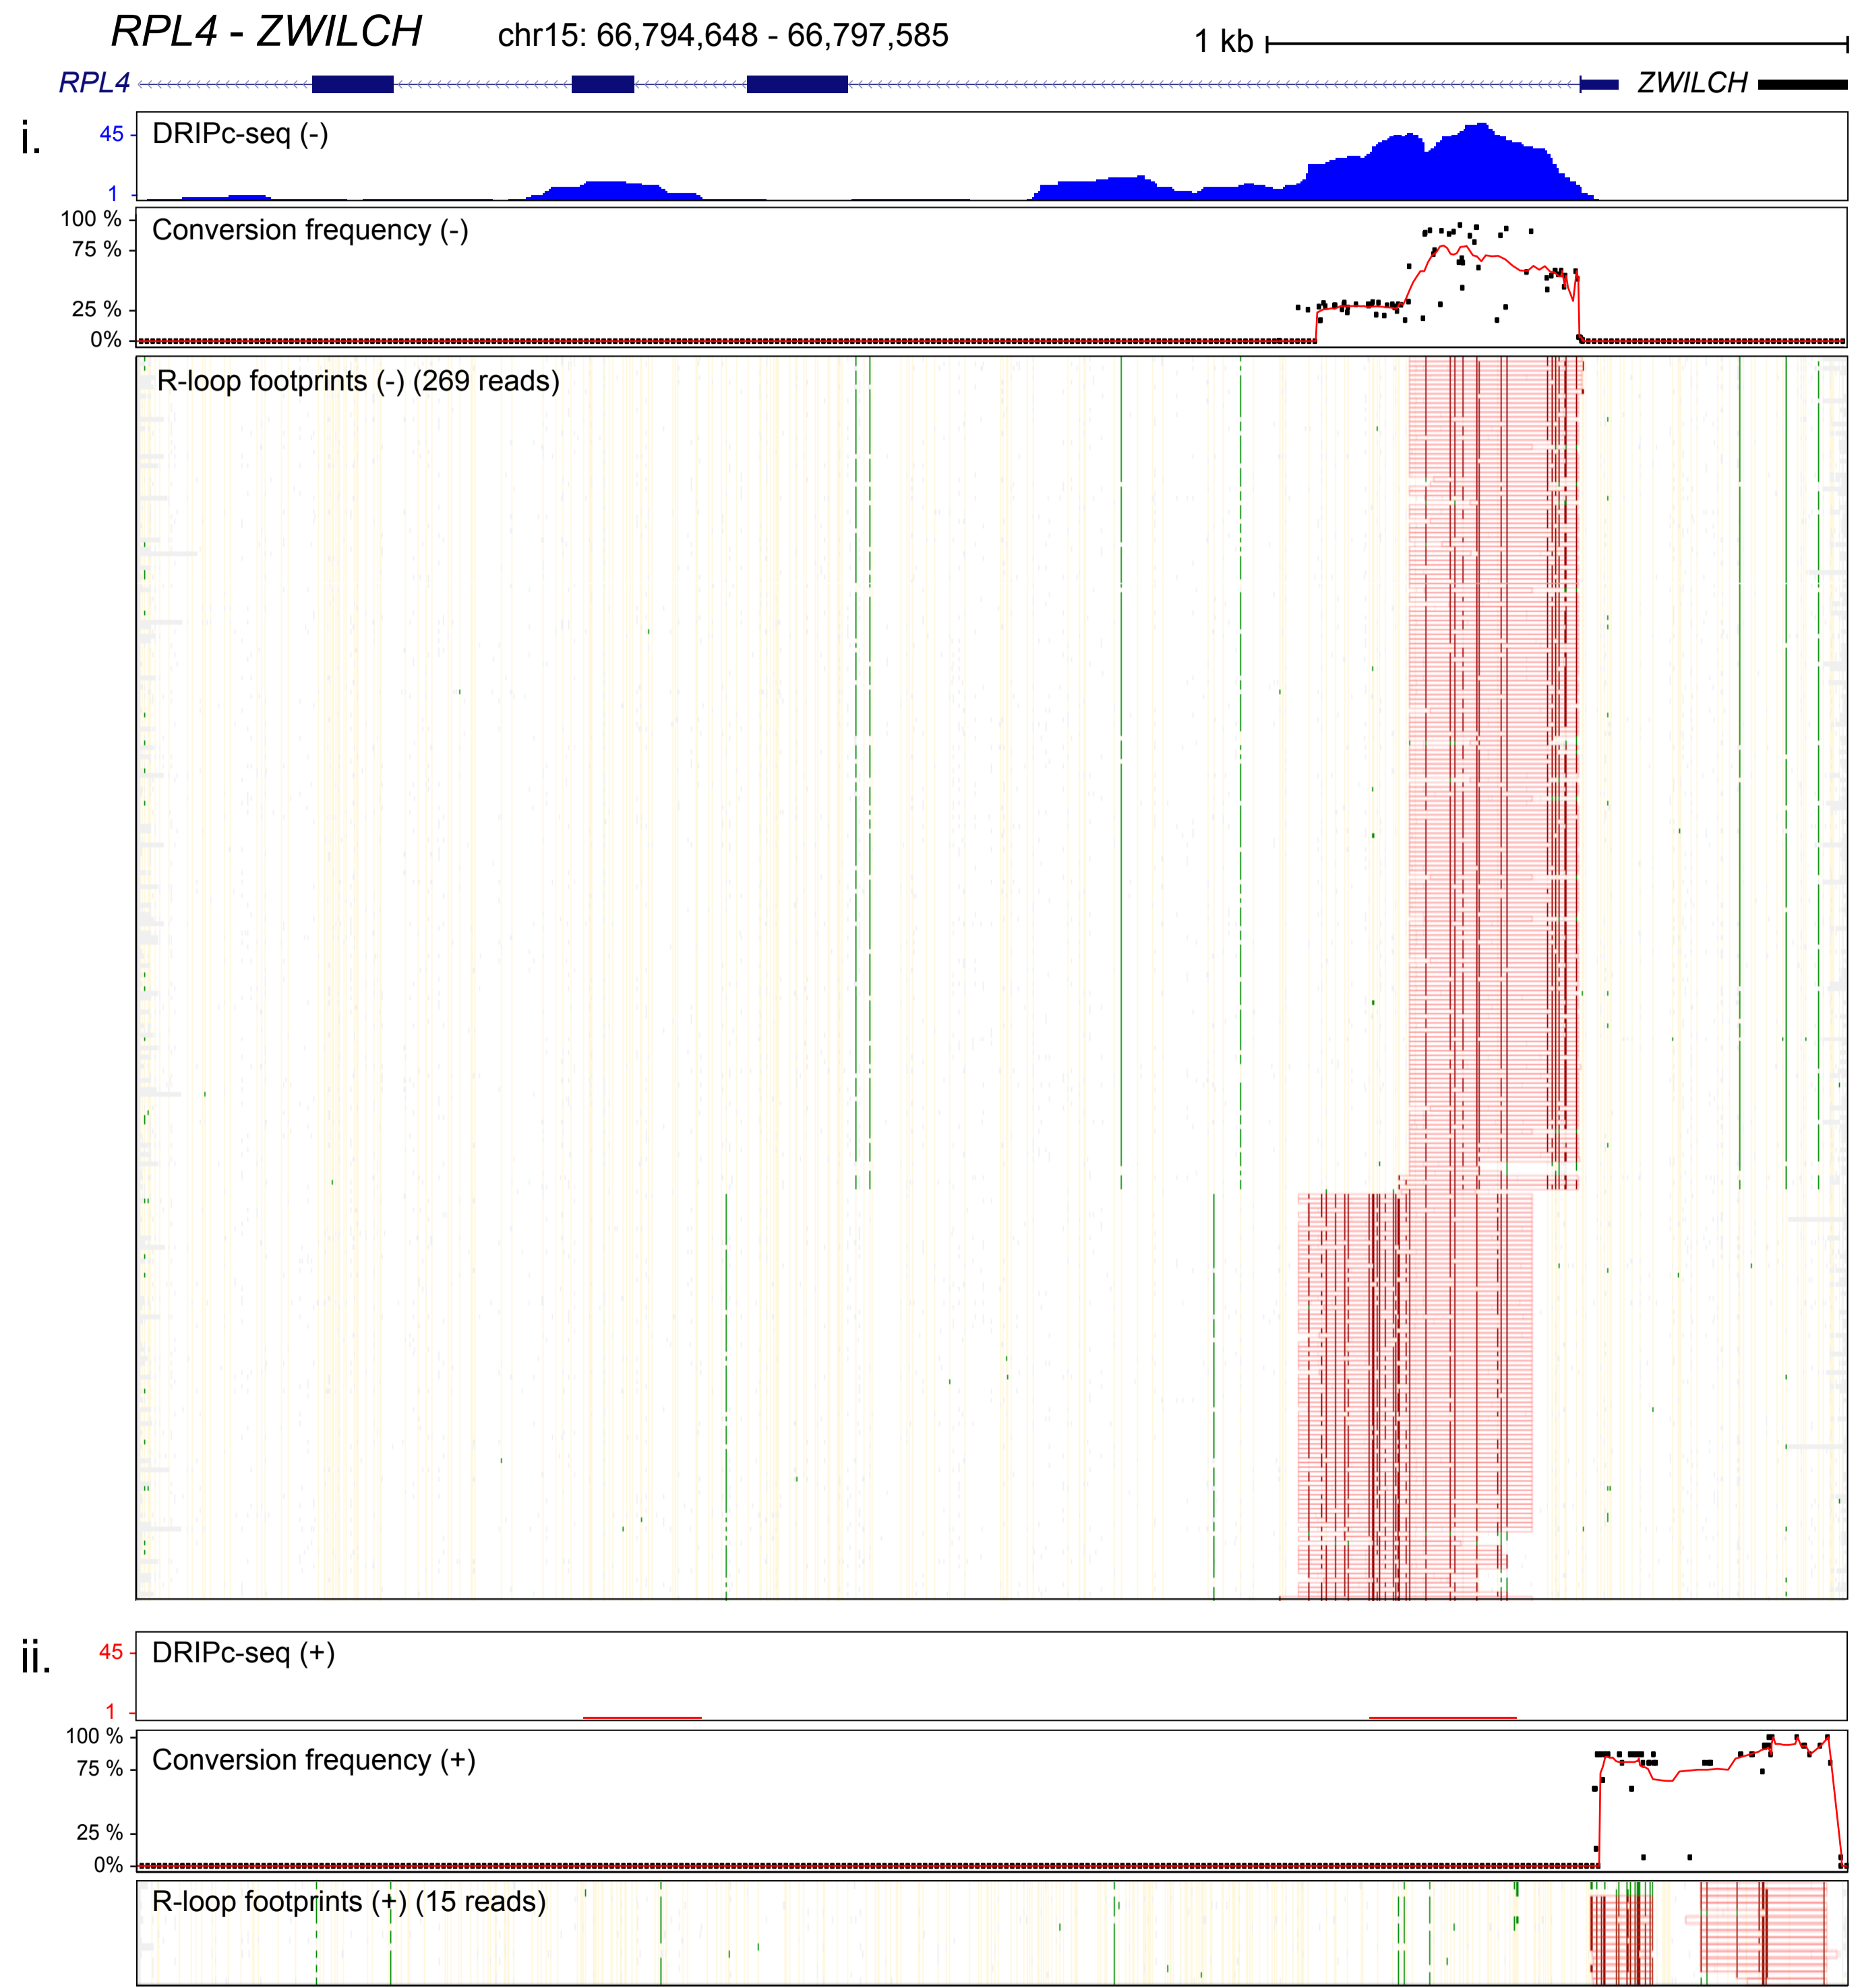 RPL4 - ZWILCH chr15: 66,794,648 - 66,797,585 1 kb
RPL4 ZWILCH
i.
45 DRIPc-seq (-)
1
100 % Conversion frequency (-)
75 %
25 %
0%
R-loop footprints (-) (269 reads)
ii.
45 DRIPc-seq (+)
1
100 % Conversion frequency (+)
75 %
25 %
0%
R-loop footprints (+) (15 reads)